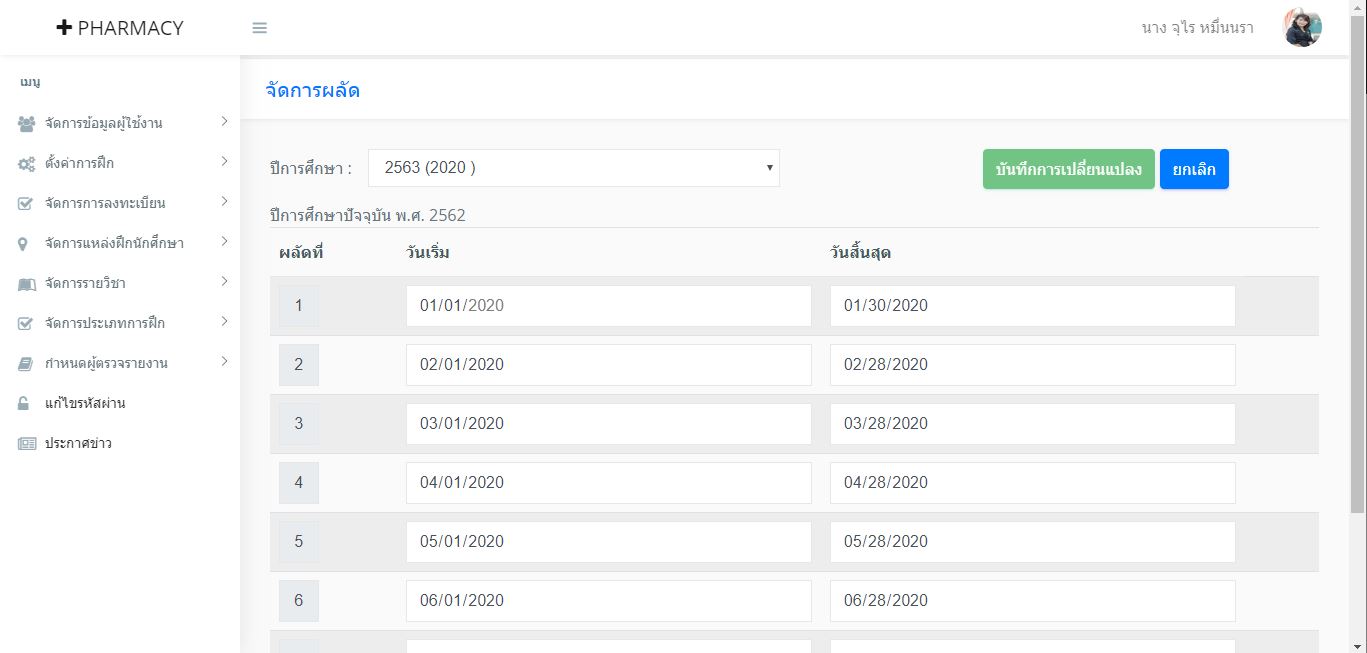 PHARMACY
นาง จุไร หมื่นนรา
เมนู
จัดการข้อมูลผู้ใช้งาน
ตั้งค่าการฝึก
จัดการการลงทะเบียน
จัดการแหล่งฝึกนักศึกษา
จัดการรายวิชา
จัดการประเภทการฝึก
กำหนดผู้ตรวจรายงาน
แก้ไขรหัสผ่าน
ประกาศข่าว
จัดการผลัด
ปีการศึกษา : 2563 (2020 ) บันทึกการเปลี่ยนแปลง ยกเลิก
ปีการศึกษาปัจจุบัน พ.ศ. 2562
ผลัดที่ วันเริ่ม วันสิ้นสุด
1 01/01/2020 01/30/2020
2 02/01/2020 02/28/2020
3 03/01/2020 03/28/2020
4 04/01/2020 04/28/2020
5 05/01/2020 05/28/2020
6 06/01/2020 06/28/2020